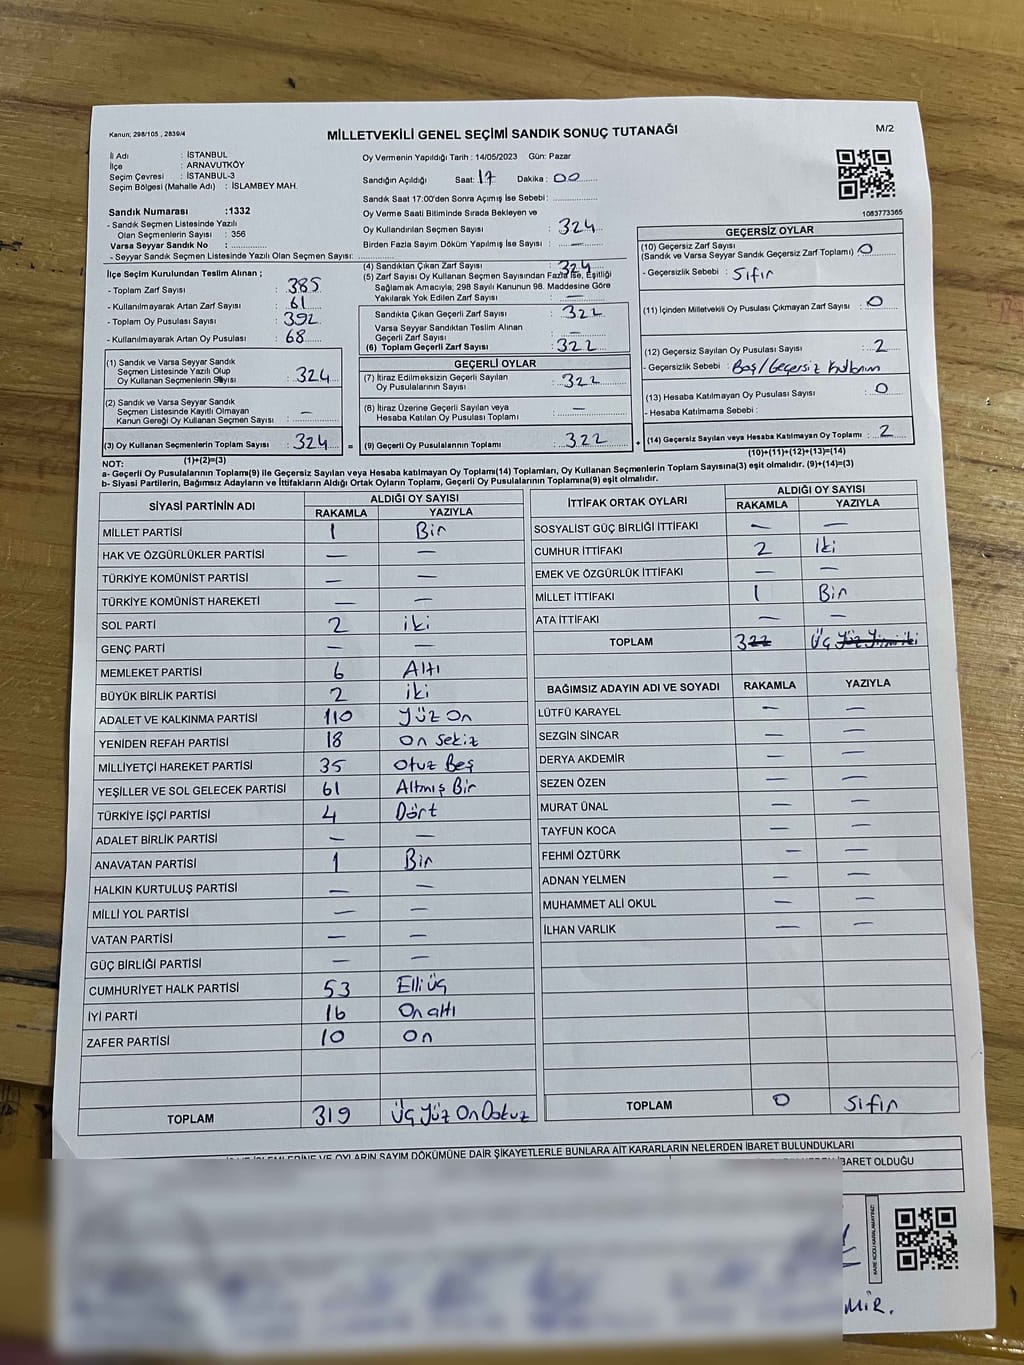 Kanun; 298/105 , 2839/4
MİLLETVEKİLİ GENEL SEÇİMİ SANDIK SONUÇ TUTANAĞI
M/2
İl Adı : İSTANBUL
İlçe : ARNAVUTKÖY
Seçim Çevresi : İSTANBUL-3
Seçim Bölgesi (Mahalle Adı) : İSLAMBEY MAH.
Sandık Numarası :1332
- Sandık Seçmen Listesinde Yazılı
Olan Seçmenlerin Sayısı : 356
Varsa Seyyar Sandık No :
- Seyyar Sandık Seçmen Listesinde Yazılı Olan Seçmen Sayısı:
Oy Vermenin Yapıldığı Tarih : 14/05/2023 Gün: Pazar
Sandığın Açıldığı Saat: 17 Dakika: 00
Sandık Saat 17:00'den Sonra Açımış İse Sebebi:
Oy Verme Saati Bitiminde Sırada Bekleyen ve
Oy Kullandırılan Seçmen Sayısı : 324
Birden Fazla Sayım Döküm Yapılmış İse Sayısı : —
1083773365
İlçe Seçim Kurulundan Teslim Alınan ;
- Toplam Zarf Sayısı : 385
- Kullanılmayarak Artan Zarf Sayısı : 61
- Toplam Oy Pusulası Sayısı : 392
- Kullanılmayarak Artan Oy Pusulası : 68
(4) Sandıktan Çıkan Zarf Sayısı : 324
(5) Zarf Sayısı Oy Kullanan Seçmen Sayısından Fazla İse, Eşitliği
Sağlamak Amacıyla; 298 Sayılı Kanunun 98. Maddesine Göre
Yakılarak Yok Edilen Zarf Sayısı : —
Sandıkta Çıkan Geçerli Zarf Sayısı : 322
Varsa Seyyar Sandıktan Teslim Alınan
Geçerli Zarf Sayısı : —
(6) Toplam Geçerli Zarf Sayısı : 322
GEÇERSİZ OYLAR
(10) Geçersiz Zarf Sayısı
(Sandık ve Varsa Seyyar Sandık Geçersiz Zarf Toplamı) : 0
- Geçersizlik Sebebi : Sıfır
(11) İçinden Milletvekili Oy Pusulası Çıkmayan Zarf Sayısı : 0
(12) Geçersiz Sayılan Oy Pusulası Sayısı : 2
- Geçersizlik Sebebi : Boş/Geçersiz Kullanım
(13) Hesaba Katılmayan Oy Pusulası Sayısı : 0
- Hesaba Katılmama Sebebi :
(14) Geçersiz Sayılan veya Hesaba Katılmayan Oy Toplamı : 2
(10)+(11)+(12)+(13)=(14)
(1) Sandık ve Varsa Seyyar Sandık
Seçmen Listesinde Yazılı Olup
Oy Kullanan Seçmenlerin Sayısı : 324
(2) Sandık ve Varsa Seyyar Sandık
Seçmen Listesinde Kayıtlı Olmayan
Kanun Gereği Oy Kullanan Seçmen Sayısı : —
(3) Oy Kullanan Seçmenlerin Toplam Sayısı : 324 =
(1)+(2)=(3)
GEÇERLİ OYLAR
(7) İtiraz Edilmeksizin Geçerli Sayılan
Oy Pusulalarının Sayısı : 322
(8) İtiraz Üzerine Geçerli Sayılan veya
Hesaba Katılan Oy Pusulası Toplamı : —
(9) Geçerli Oy Pusulalarının Toplamı : 322 +
NOT:
a- Geçerli Oy Pusulalarının Toplamı(9) ile Geçersiz Sayılan veya Hesaba katılmayan Oy Toplamı(14) Toplamları, Oy Kullanan Seçmenlerin Toplam Sayısına(3) eşit olmalıdır. (9)+(14)=(3)
b- Siyasi Partilerin, Bağımsız Adayların ve İttifakların Aldığı Ortak Oyların Toplamı, Geçerli Oy Pusulalarının Toplamına(9) eşit olmalıdır.
SİYASİ PARTİNİN ADI ALDIĞI OY SAYISI
RAKAMLA YAZIYLA
MİLLET PARTİSİ 1 Bir
HAK VE ÖZGÜRLÜKLER PARTİSİ — —
TÜRKİYE KOMÜNİST PARTİSİ — —
TÜRKİYE KOMÜNİST HAREKETİ — —
SOL PARTİ 2 iki
GENÇ PARTİ — —
MEMLEKET PARTİSİ 6 Altı
BÜYÜK BİRLİK PARTİSİ 2 iki
ADALET VE KALKINMA PARTİSİ 110 Yüz On
YENİDEN REFAH PARTİSİ 18 On Sekiz
MİLLİYETÇİ HAREKET PARTİSİ 35 Otuz Beş
YEŞİLLER VE SOL GELECEK PARTİSİ 61 Altmış Bir
TÜRKİYE İŞÇİ PARTİSİ 4 Dört
ADALET BİRLİK PARTİSİ — —
ANAVATAN PARTİSİ 1 Bir
HALKIN KURTULUŞ PARTİSİ — —
MİLLİ YOL PARTİSİ — —
VATAN PARTİSİ — —
GÜÇ BİRLİĞİ PARTİSİ — —
CUMHURİYET HALK PARTİSİ 53 Elli üç
İYİ PARTİ 16 On altı
ZAFER PARTİSİ 10 On
TOPLAM 319 Üç Yüz On Dokuz
İTTİFAK ORTAK OYLARI ALDIĞI OY SAYISI
RAKAMLA YAZIYLA
SOSYALİST GÜÇ BİRLİĞİ İTTİFAKI — —
CUMHUR İTTİFAKI 2 iki
EMEK VE ÖZGÜRLÜK İTTİFAKI — —
MİLLET İTTİFAKI 1 Bir
ATA İTTİFAKI — —
TOPLAM 322 Üç Yüz Yirmi iki
BAĞIMSIZ ADAYIN ADI VE SOYADI RAKAMLA YAZIYLA
LÜTFÜ KARAYEL — —
SEZGİN SİNCAR — —
DERYA AKDEMİR — —
SEZEN ÖZEN — —
MURAT ÜNAL — —
TAYFUN KOCA — —
FEHMİ ÖZTÜRK — —
ADNAN YELMEN — —
MUHAMMET ALİ OKUL — —
İLHAN VARLIK — —
TOPLAM 0 Sıfır
İŞLEMLERİNE VE OYLARIN SAYIM DÖKÜMÜNE DAİR ŞİKAYETLERLE BUNLARA AİT KARARLARIN NELERDEN İBARET BULUNDUKLARI
İBARET OLDUĞU
KARE KODU KARALAMAYINIZ!
MİR.